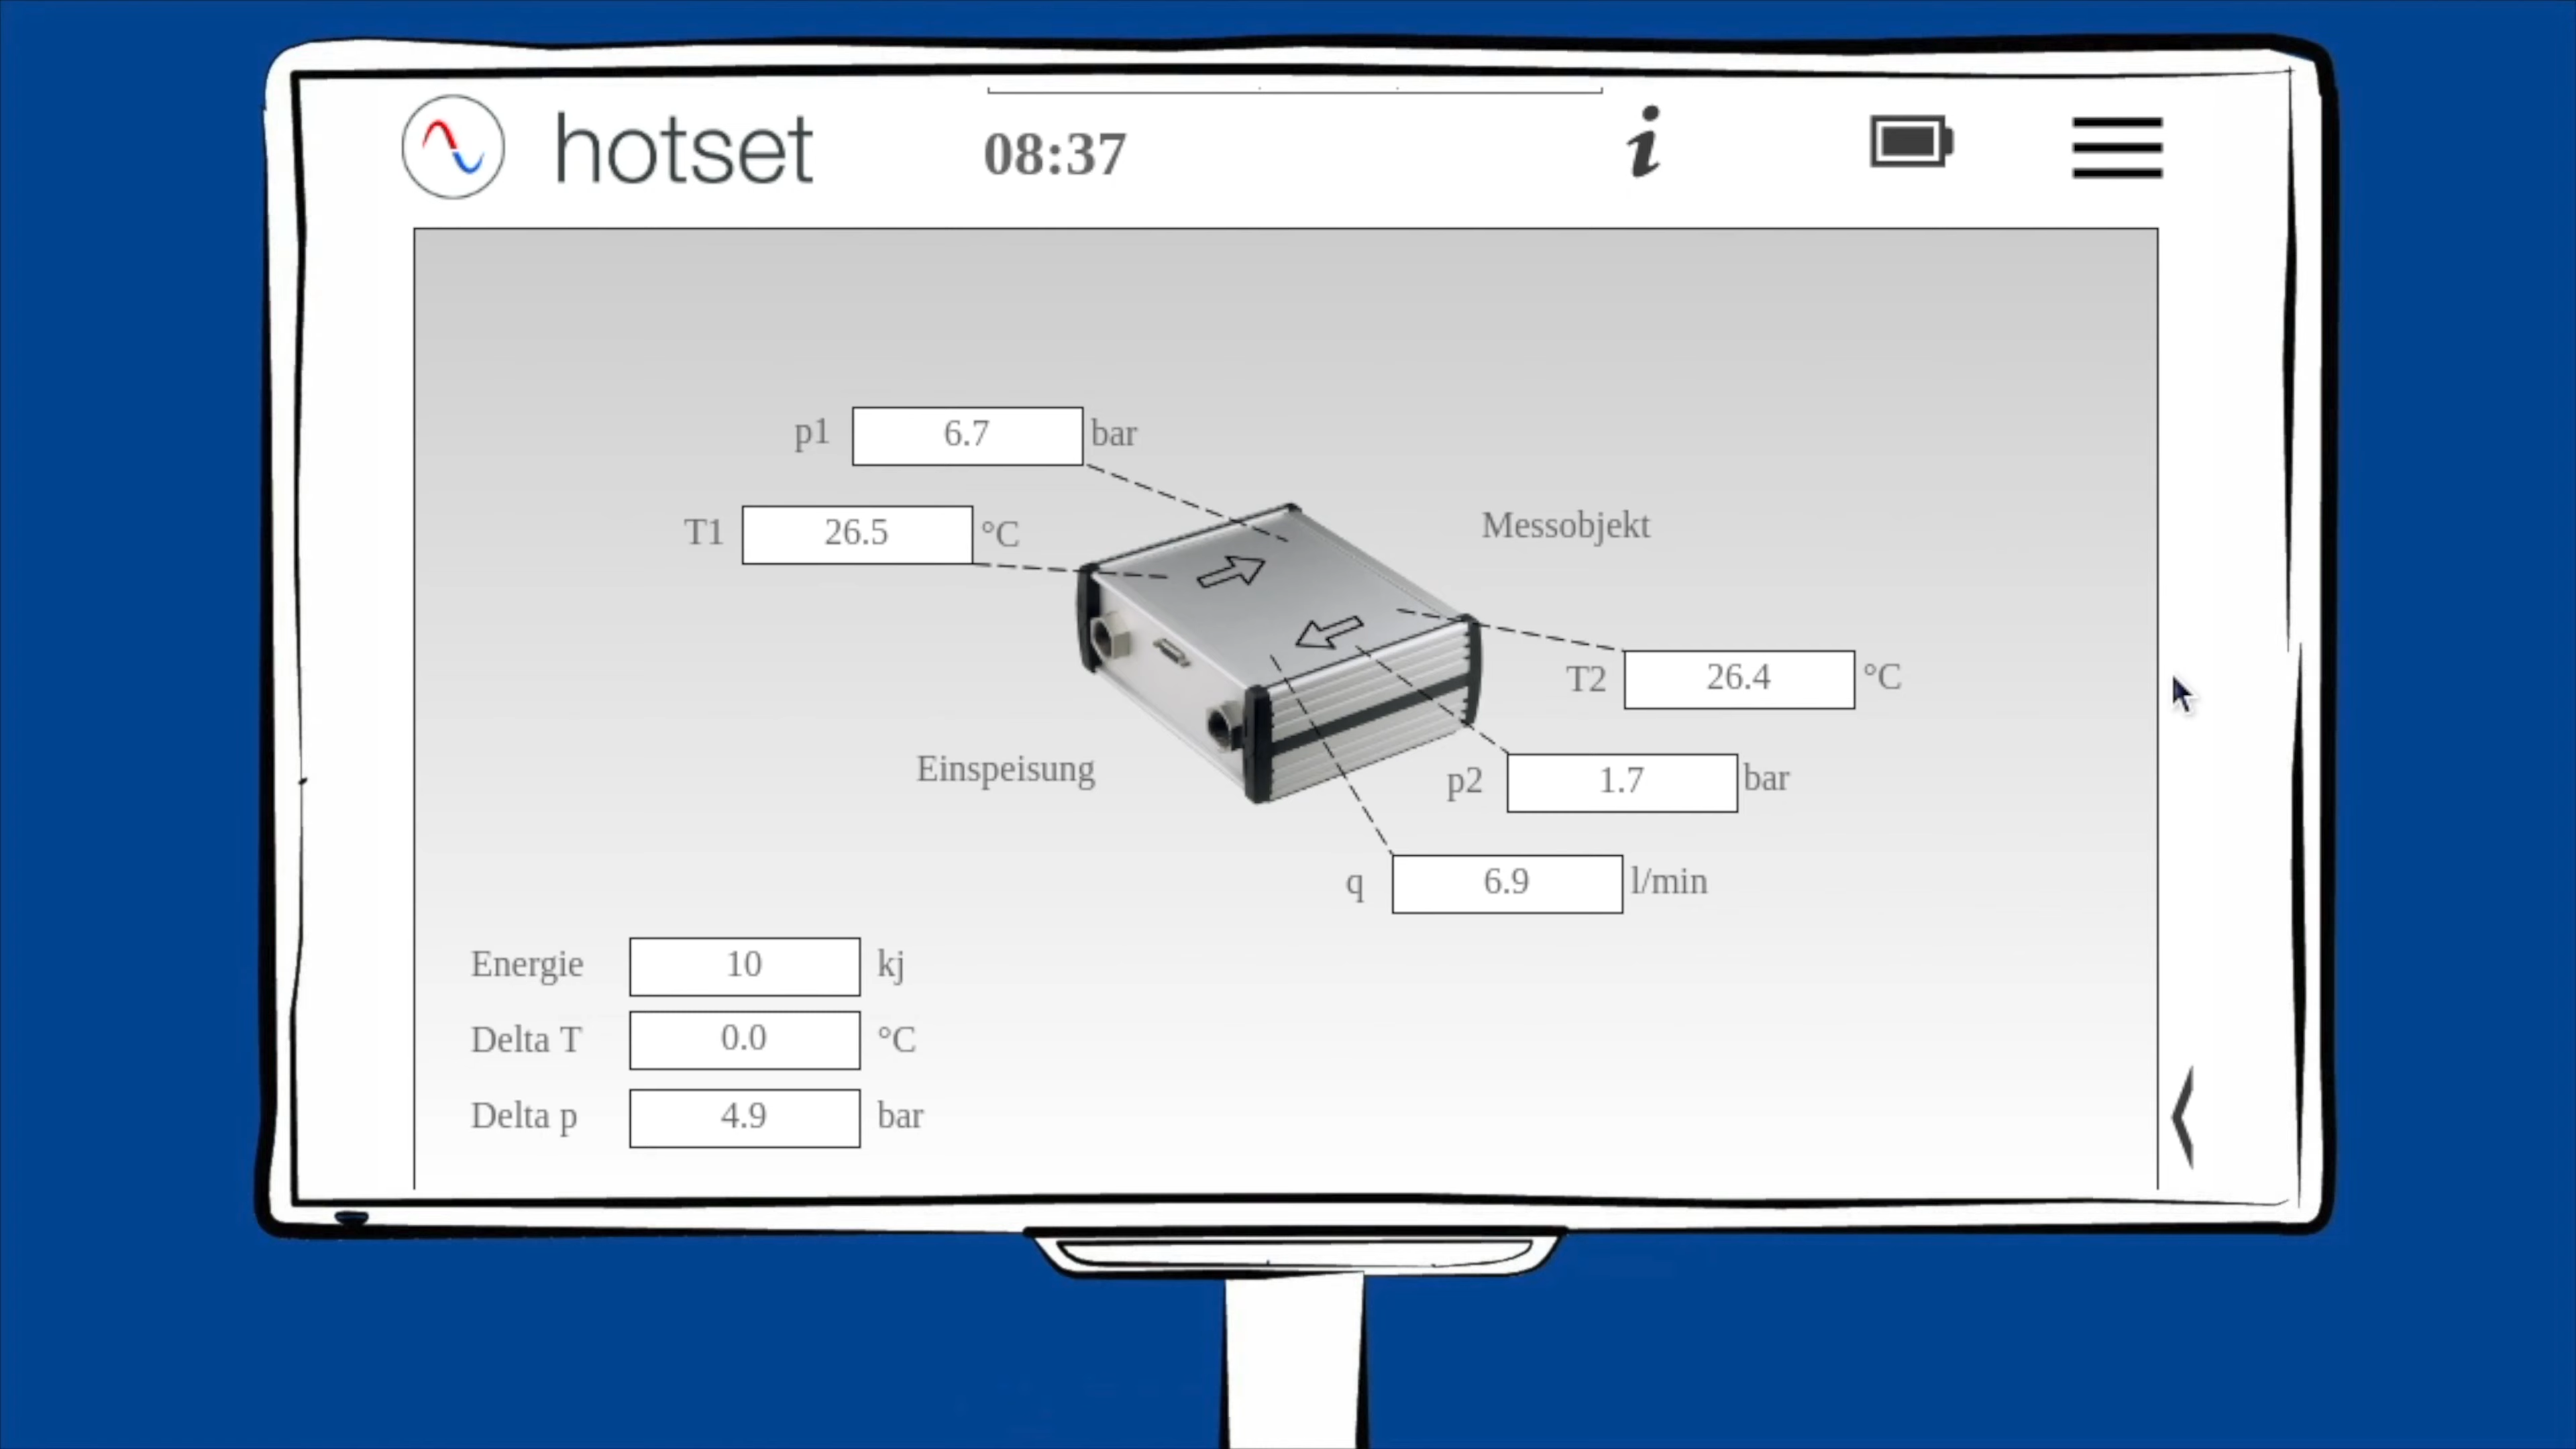 hotset 08:37 i
p1 6.7 bar
T1 26.5 °C
Messobjekt
T2 26.4 °C
Einspeisung
p2 1.7 bar
q 6.9 l/min
Energie 10 kj
Delta T 0.0 °C
Delta p 4.9 bar